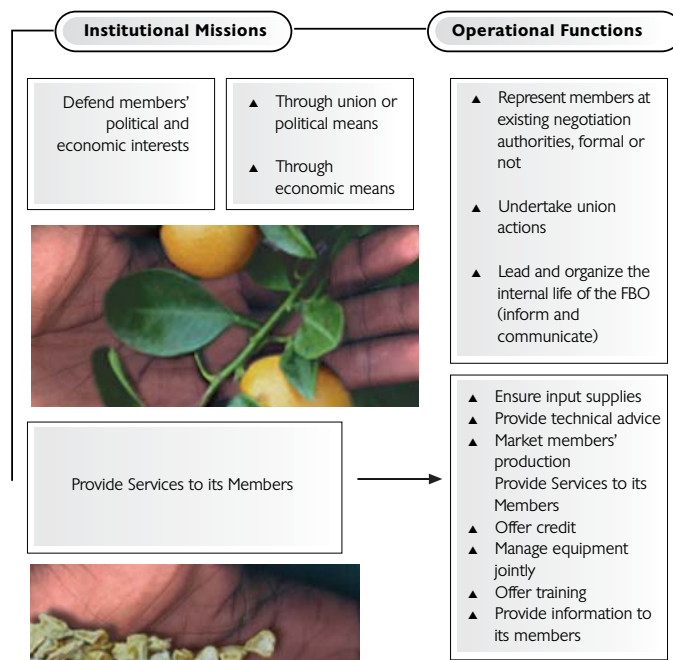 Institutional Missions
Operational Functions
Defend members’
political and
economic interests
▲ Through union or
political means
▲ Through
economic means
▲ Represent members at
existing negotiation
authorities, formal or
not
▲ Undertake union
actions
▲ Lead and organize the
internal life of the FBO
(inform and
communicate)
Provide Services to its Members
▲ Ensure input supplies
▲ Provide technical advice
▲ Market members’
production
Provide Services to its
Members
▲ Offer credit
▲ Manage equipment
jointly
▲ Offer training
▲ Provide information to
its members